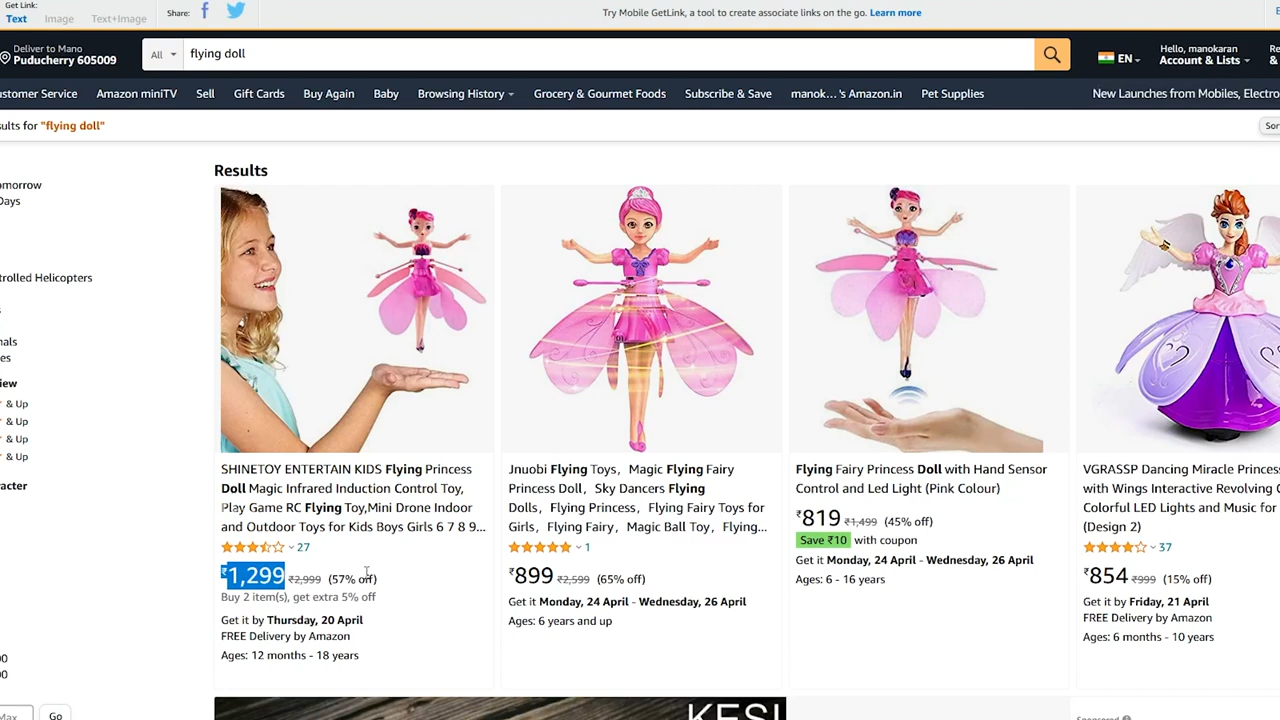 Get Link:
Text Image Text+Image
Share:
Try Mobile GetLink, a tool to create associate links on the go. Learn more
Deliver to Mano
Puducherry 605009
All
flying doll
EN
Hello, manokaran
Account & Lists
Re
&
ustomer Service Amazon miniTV Sell Gift Cards Buy Again Baby Browsing History Grocery & Gourmet Foods Subscribe & Save manok...'s Amazon.in Pet Supplies New Launches from Mobiles, Electro
ults for "flying doll"
Sor
omorrow
Days
trolled Helicopters
s
nals
es
iew
& Up
& Up
& Up
& Up
acter
00
00
Max
Go
Results
SHINETOY ENTERTAIN KIDS Flying Princess
Doll Magic Infrared Induction Control Toy,
Play Game RC Flying Toy,Mini Drone Indoor
and Outdoor Toys for Kids Boys Girls 6 7 8 9...
27
₹1,299 ₹2,999 (57% off)
Buy 2 item(s), get extra 5% off
Get it by Thursday, 20 April
FREE Delivery by Amazon
Ages: 12 months - 18 years
Jnuobi Flying Toys，Magic Flying Fairy
Princess Doll，Sky Dancers Flying
Dolls，Flying Princess，Flying Fairy Toys for
Girls，Flying Fairy，Magic Ball Toy，Flying...
1
₹899 ₹2,599 (65% off)
Get it Monday, 24 April - Wednesday, 26 April
Ages: 6 years and up
Flying Fairy Princess Doll with Hand Sensor
Control and Led Light (Pink Colour)
₹819 ₹1,499 (45% off)
Save ₹10 with coupon
Get it Monday, 24 April - Wednesday, 26 April
Ages: 6 - 16 years
VGRASSP Dancing Miracle Princes
with Wings Interactive Revolving
Colorful LED Lights and Music for
(Design 2)
37
₹854 ₹999 (15% off)
Get it by Friday, 21 April
FREE Delivery by Amazon
Ages: 6 months - 10 years
KESI
Sponsored